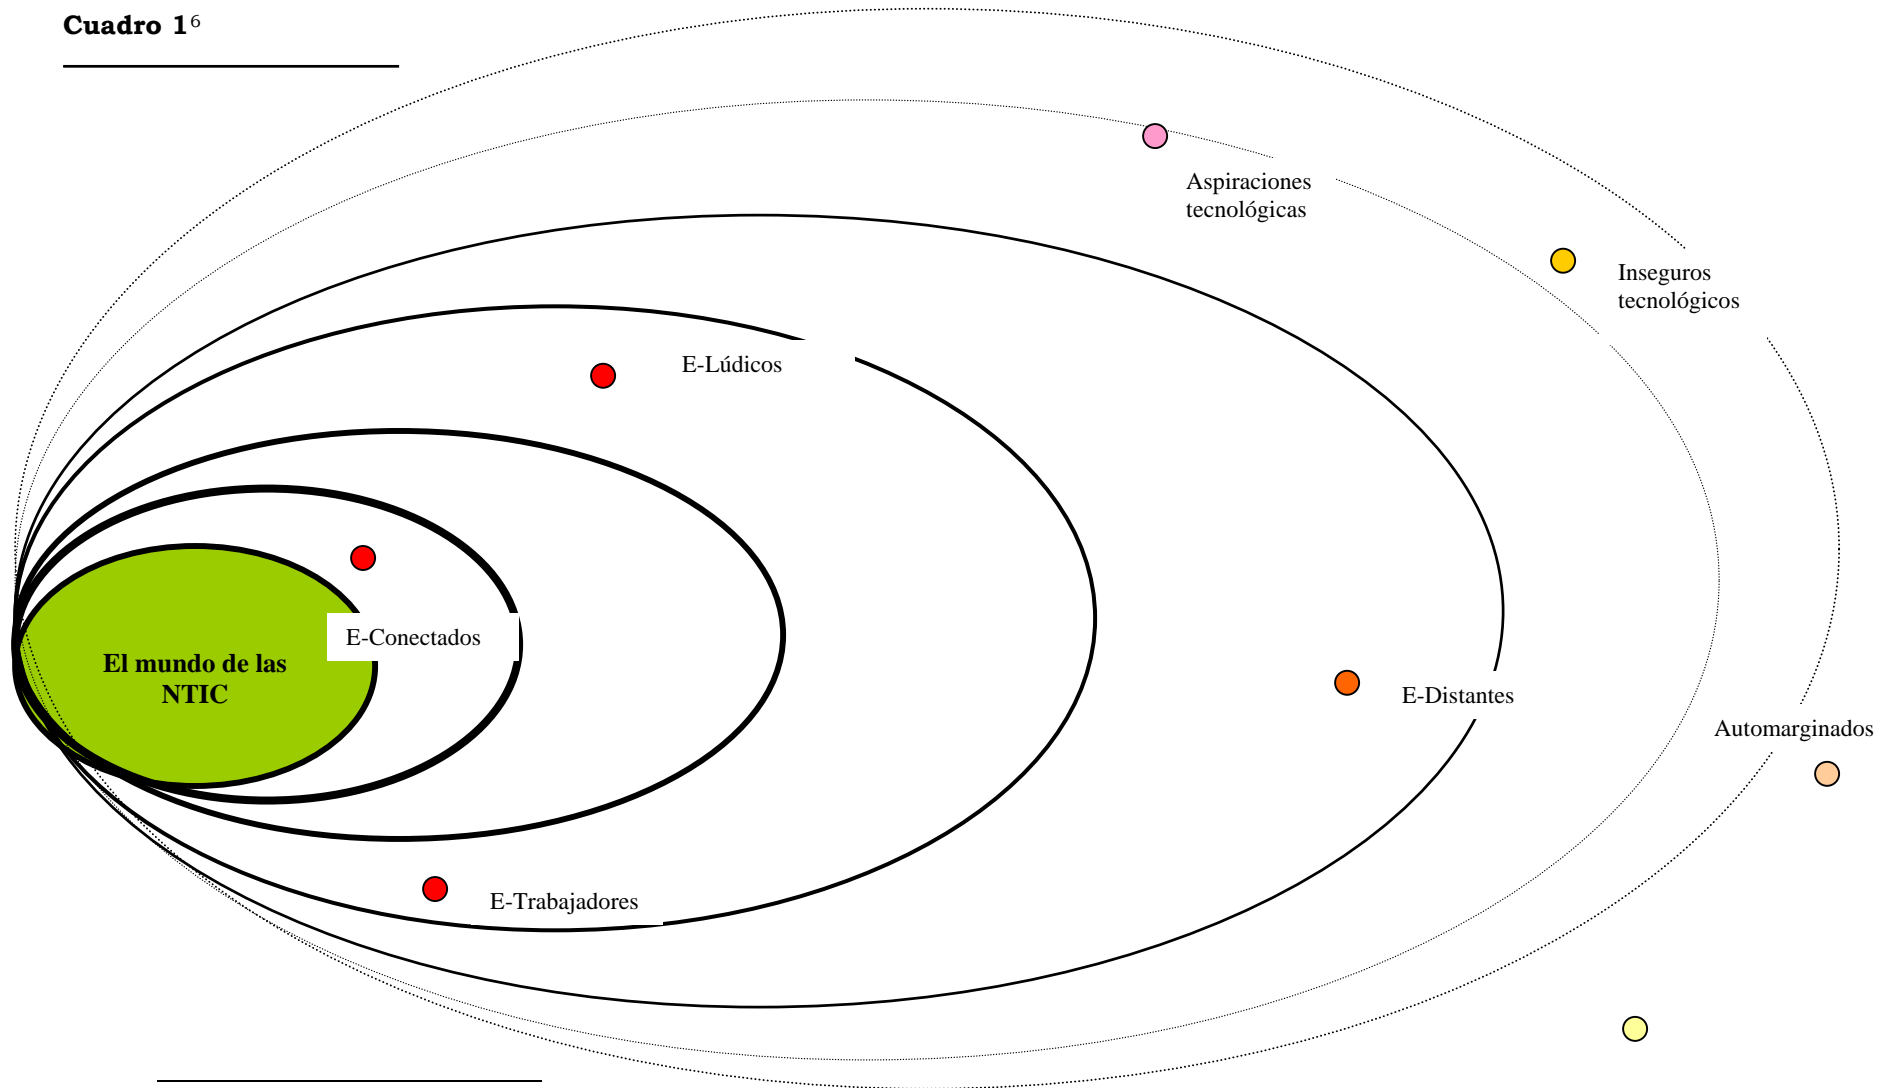 Cuadro 1⁶
Aspiraciones
tecnológicas
Inseguros
tecnológicos
E-Lúdicos
E-Conectados
El mundo de las
NTIC
E-Distantes
Automarginados
E-Trabajadores